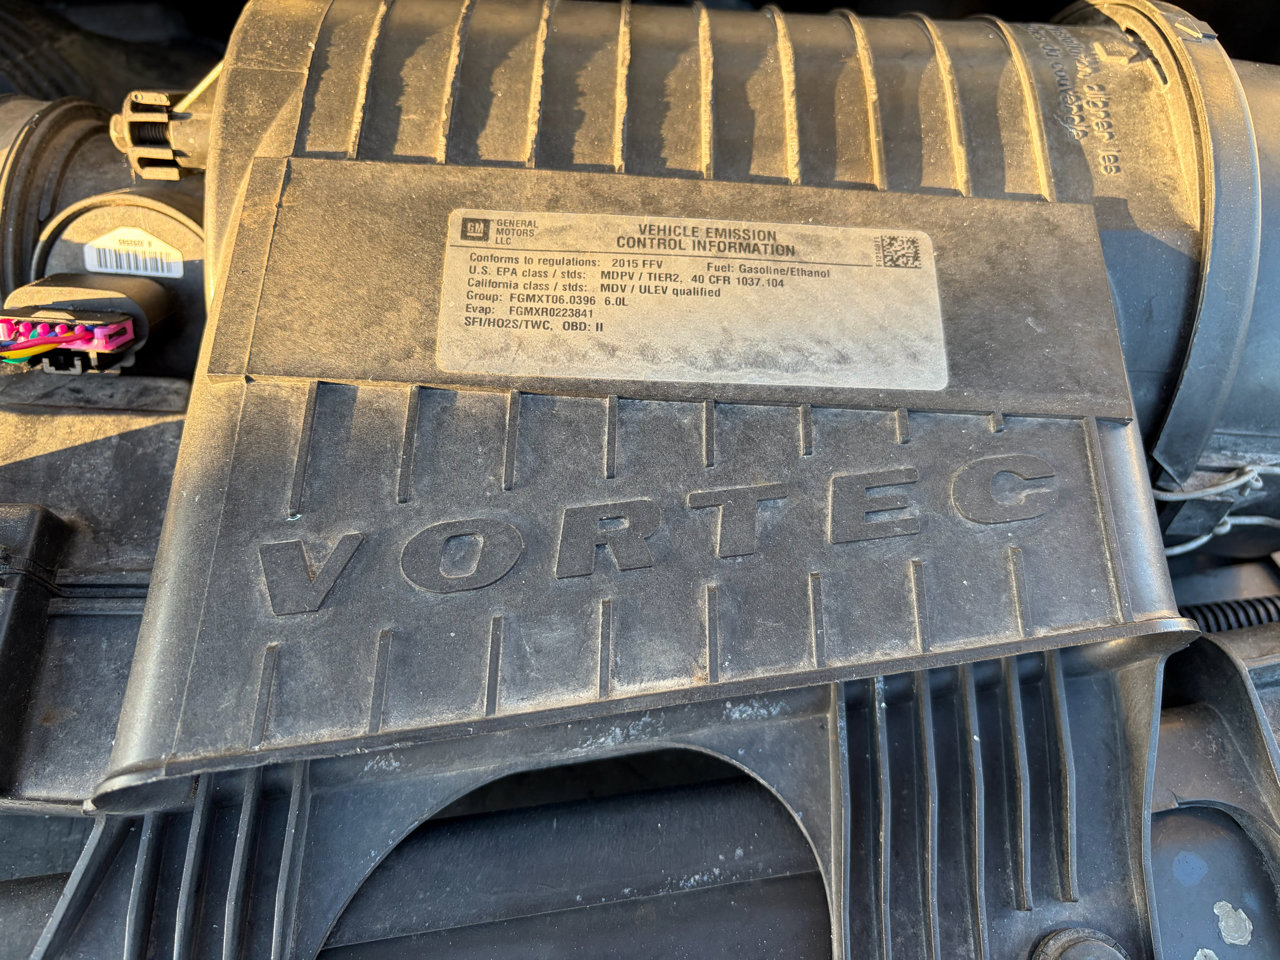 GM GENERAL
MOTORS
LLC
VEHICLE EMISSION
CONTROL INFORMATION
Conforms to regulations: 2015 FFV Fuel: Gasoline/Ethanol
U.S. EPA class / stds: MDPV / TIER2, 40 CFR 1037.104
California class / stds: MDV / ULEV qualified
Group: FGMXT06.0396 6.0L
Evap: FGMXR0223841
SFI/HO2S/TWC, OBD: II
VORTEC